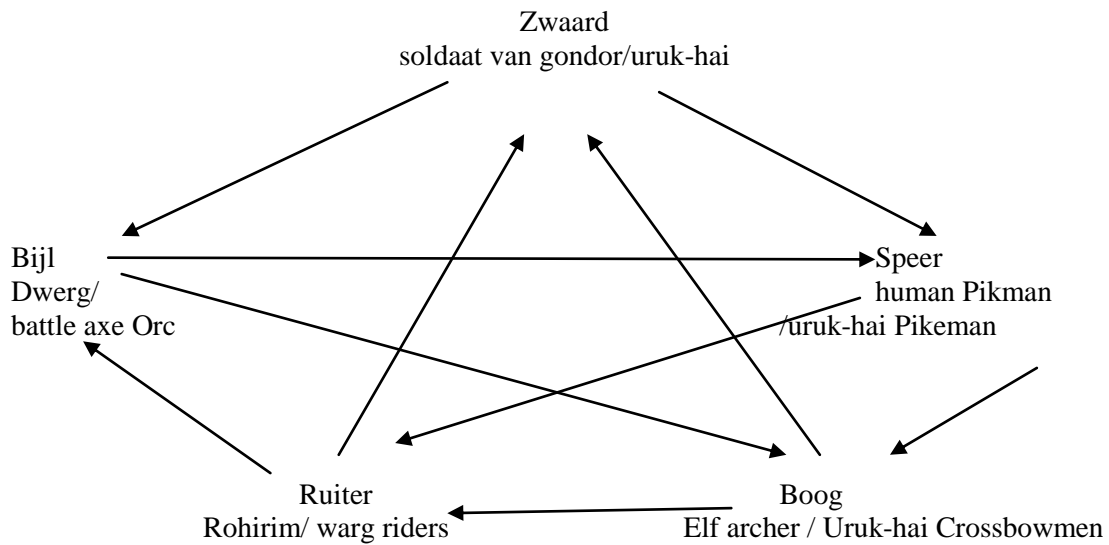 Zwaard
soldaat van gondor/uruk-hai
Bijl
Dwerg/
battle axe Orc
Speer
human Pikman
/uruk-hai Pikeman
Ruiter
Rohirim/ warg riders
Boog
Elf archer / Uruk-hai Crossbowmen